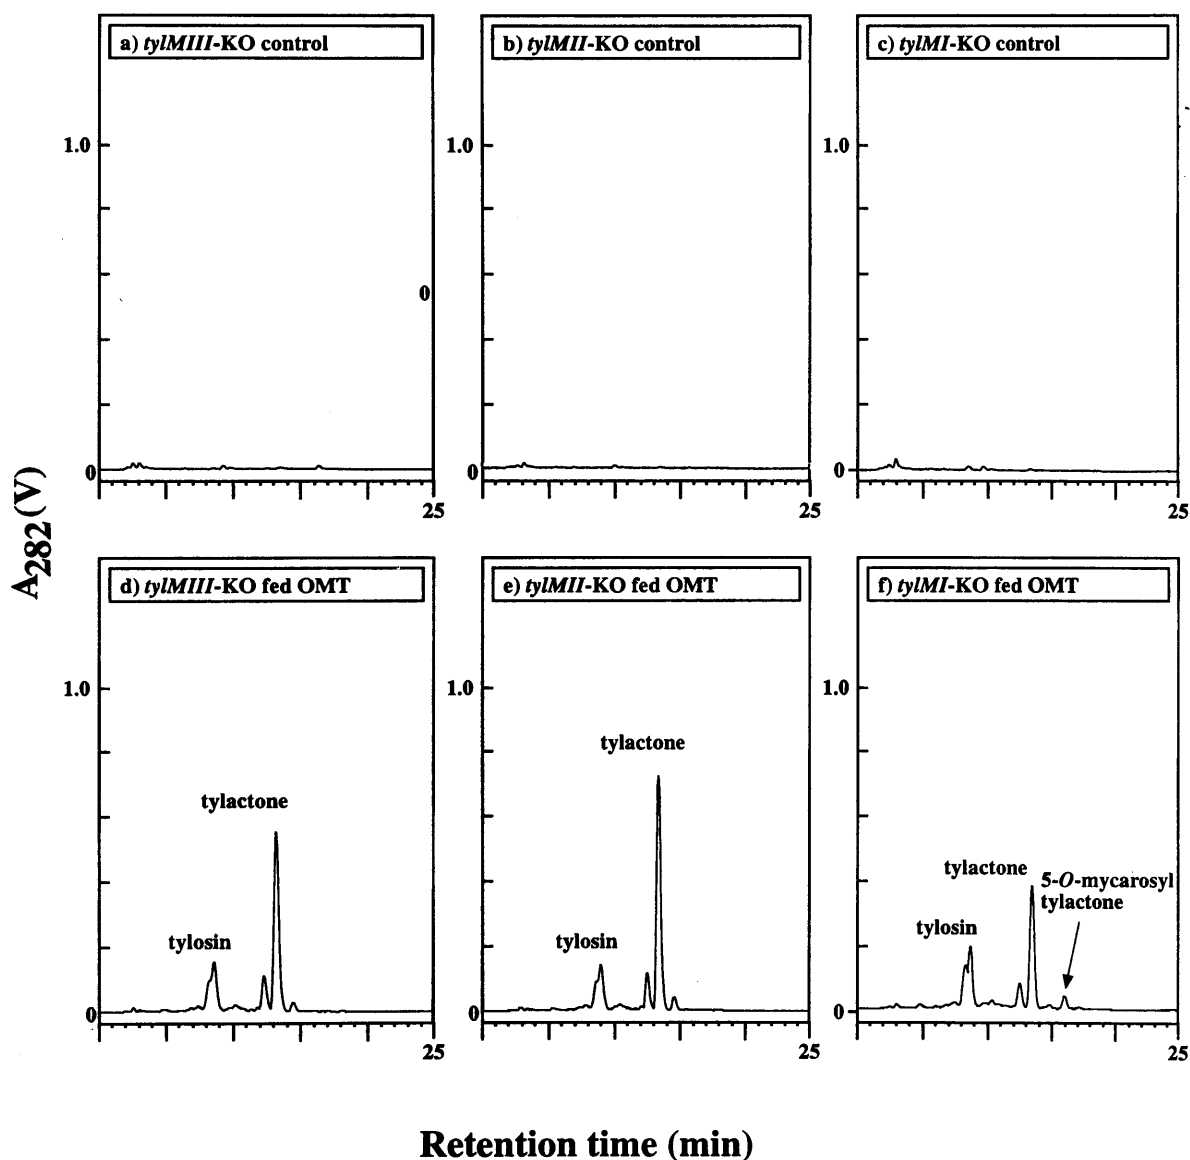 a) tylMIII-KO control
b) tylMII-KO control
c) tylMI-KO control
1.0
1.0
1.0
0
0
0
0
25
25
25
A282(V)
d) tylMIII-KO fed OMT
e) tylMII-KO fed OMT
f) tylMI-KO fed OMT
1.0
1.0
1.0
tylactone
tylosin
tylactone
tylosin
tylactone
5-O-mycarosyl
tylactone
tylosin
0
0
0
25
25
25
Retention time (min)